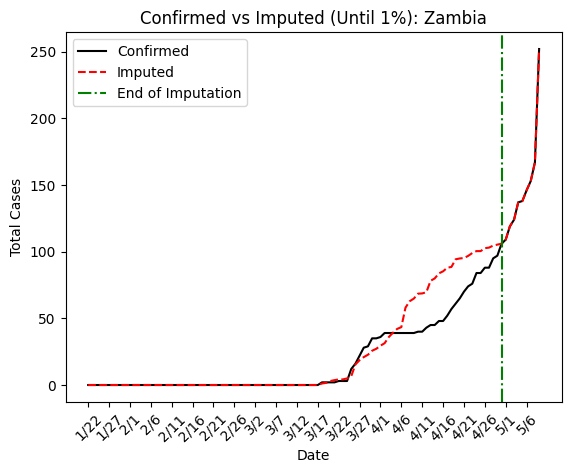 Confirmed vs Imputed (Until 1%): Zambia
Confirmed
Imputed
End of Imputation
Total Cases
250
200
150
100
50
0
1/22 1/27 2/1 2/6 2/11 2/16 2/21 2/26 3/2 3/7 3/12 3/17 3/22 3/27 4/1 4/6 4/11 4/16 4/21 4/26 5/1 5/6
Date